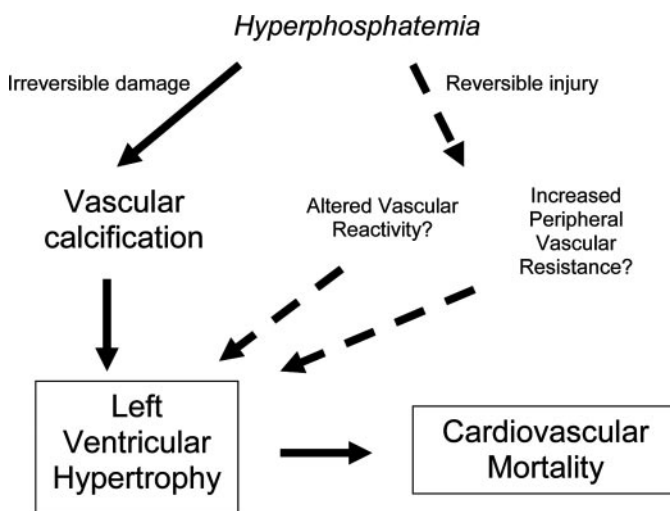 Hyperphosphatemia
Irreversible damage
Reversible injury
Vascular
calcification
Altered Vascular
Reactivity?
Increased
Peripheral
Vascular
Resistance?
Left
Ventricular
Hypertrophy
Cardiovascular
Mortality